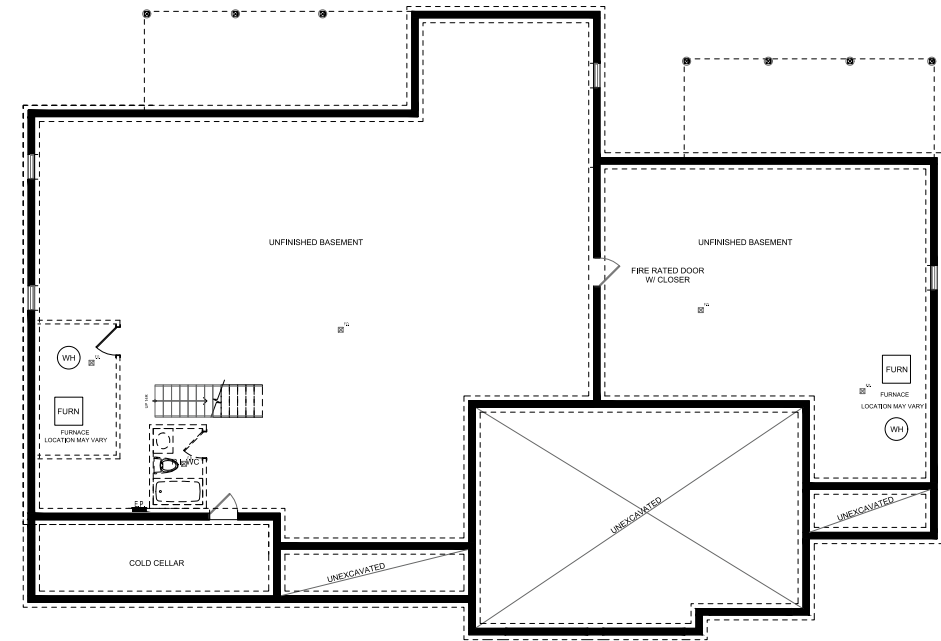 UNFINISHED BASEMENT
UNFINISHED BASEMENT
FIRE RATED DOOR
W/ CLOSER
WH
FURN
FURNACE
LOCATION MAY VARY
FURN
FURNACE
LOCATION MAY VARY
WH
WC
E.P.
COLD CELLAR
UNEXCAVATED
UNEXCAVATED
UNEXCAVATED